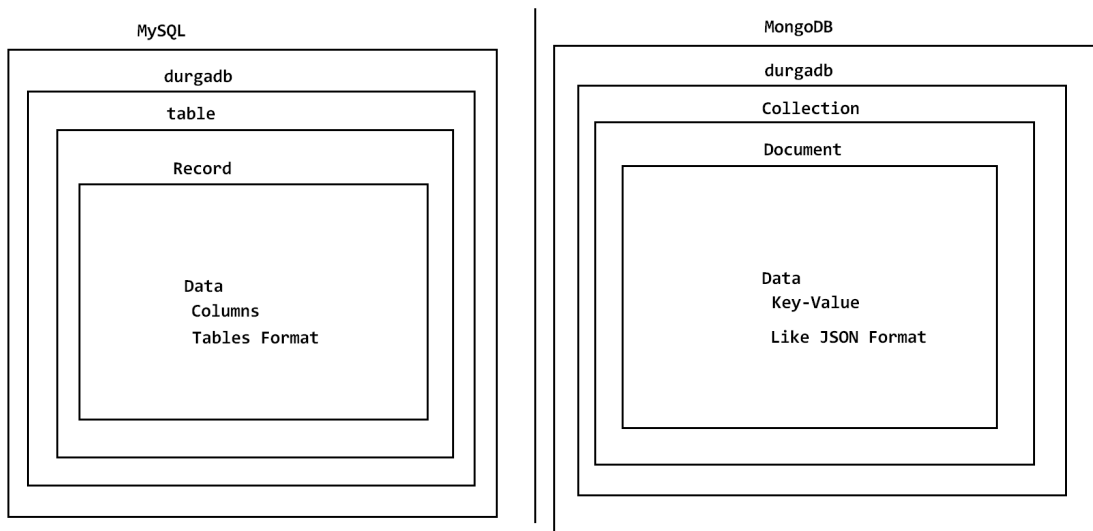 MySQL
durgadb
table
Record
Data
Columns
Tables Format
MongoDB
durgadb
Collection
Document
Data
Key-Value
Like JSON Format